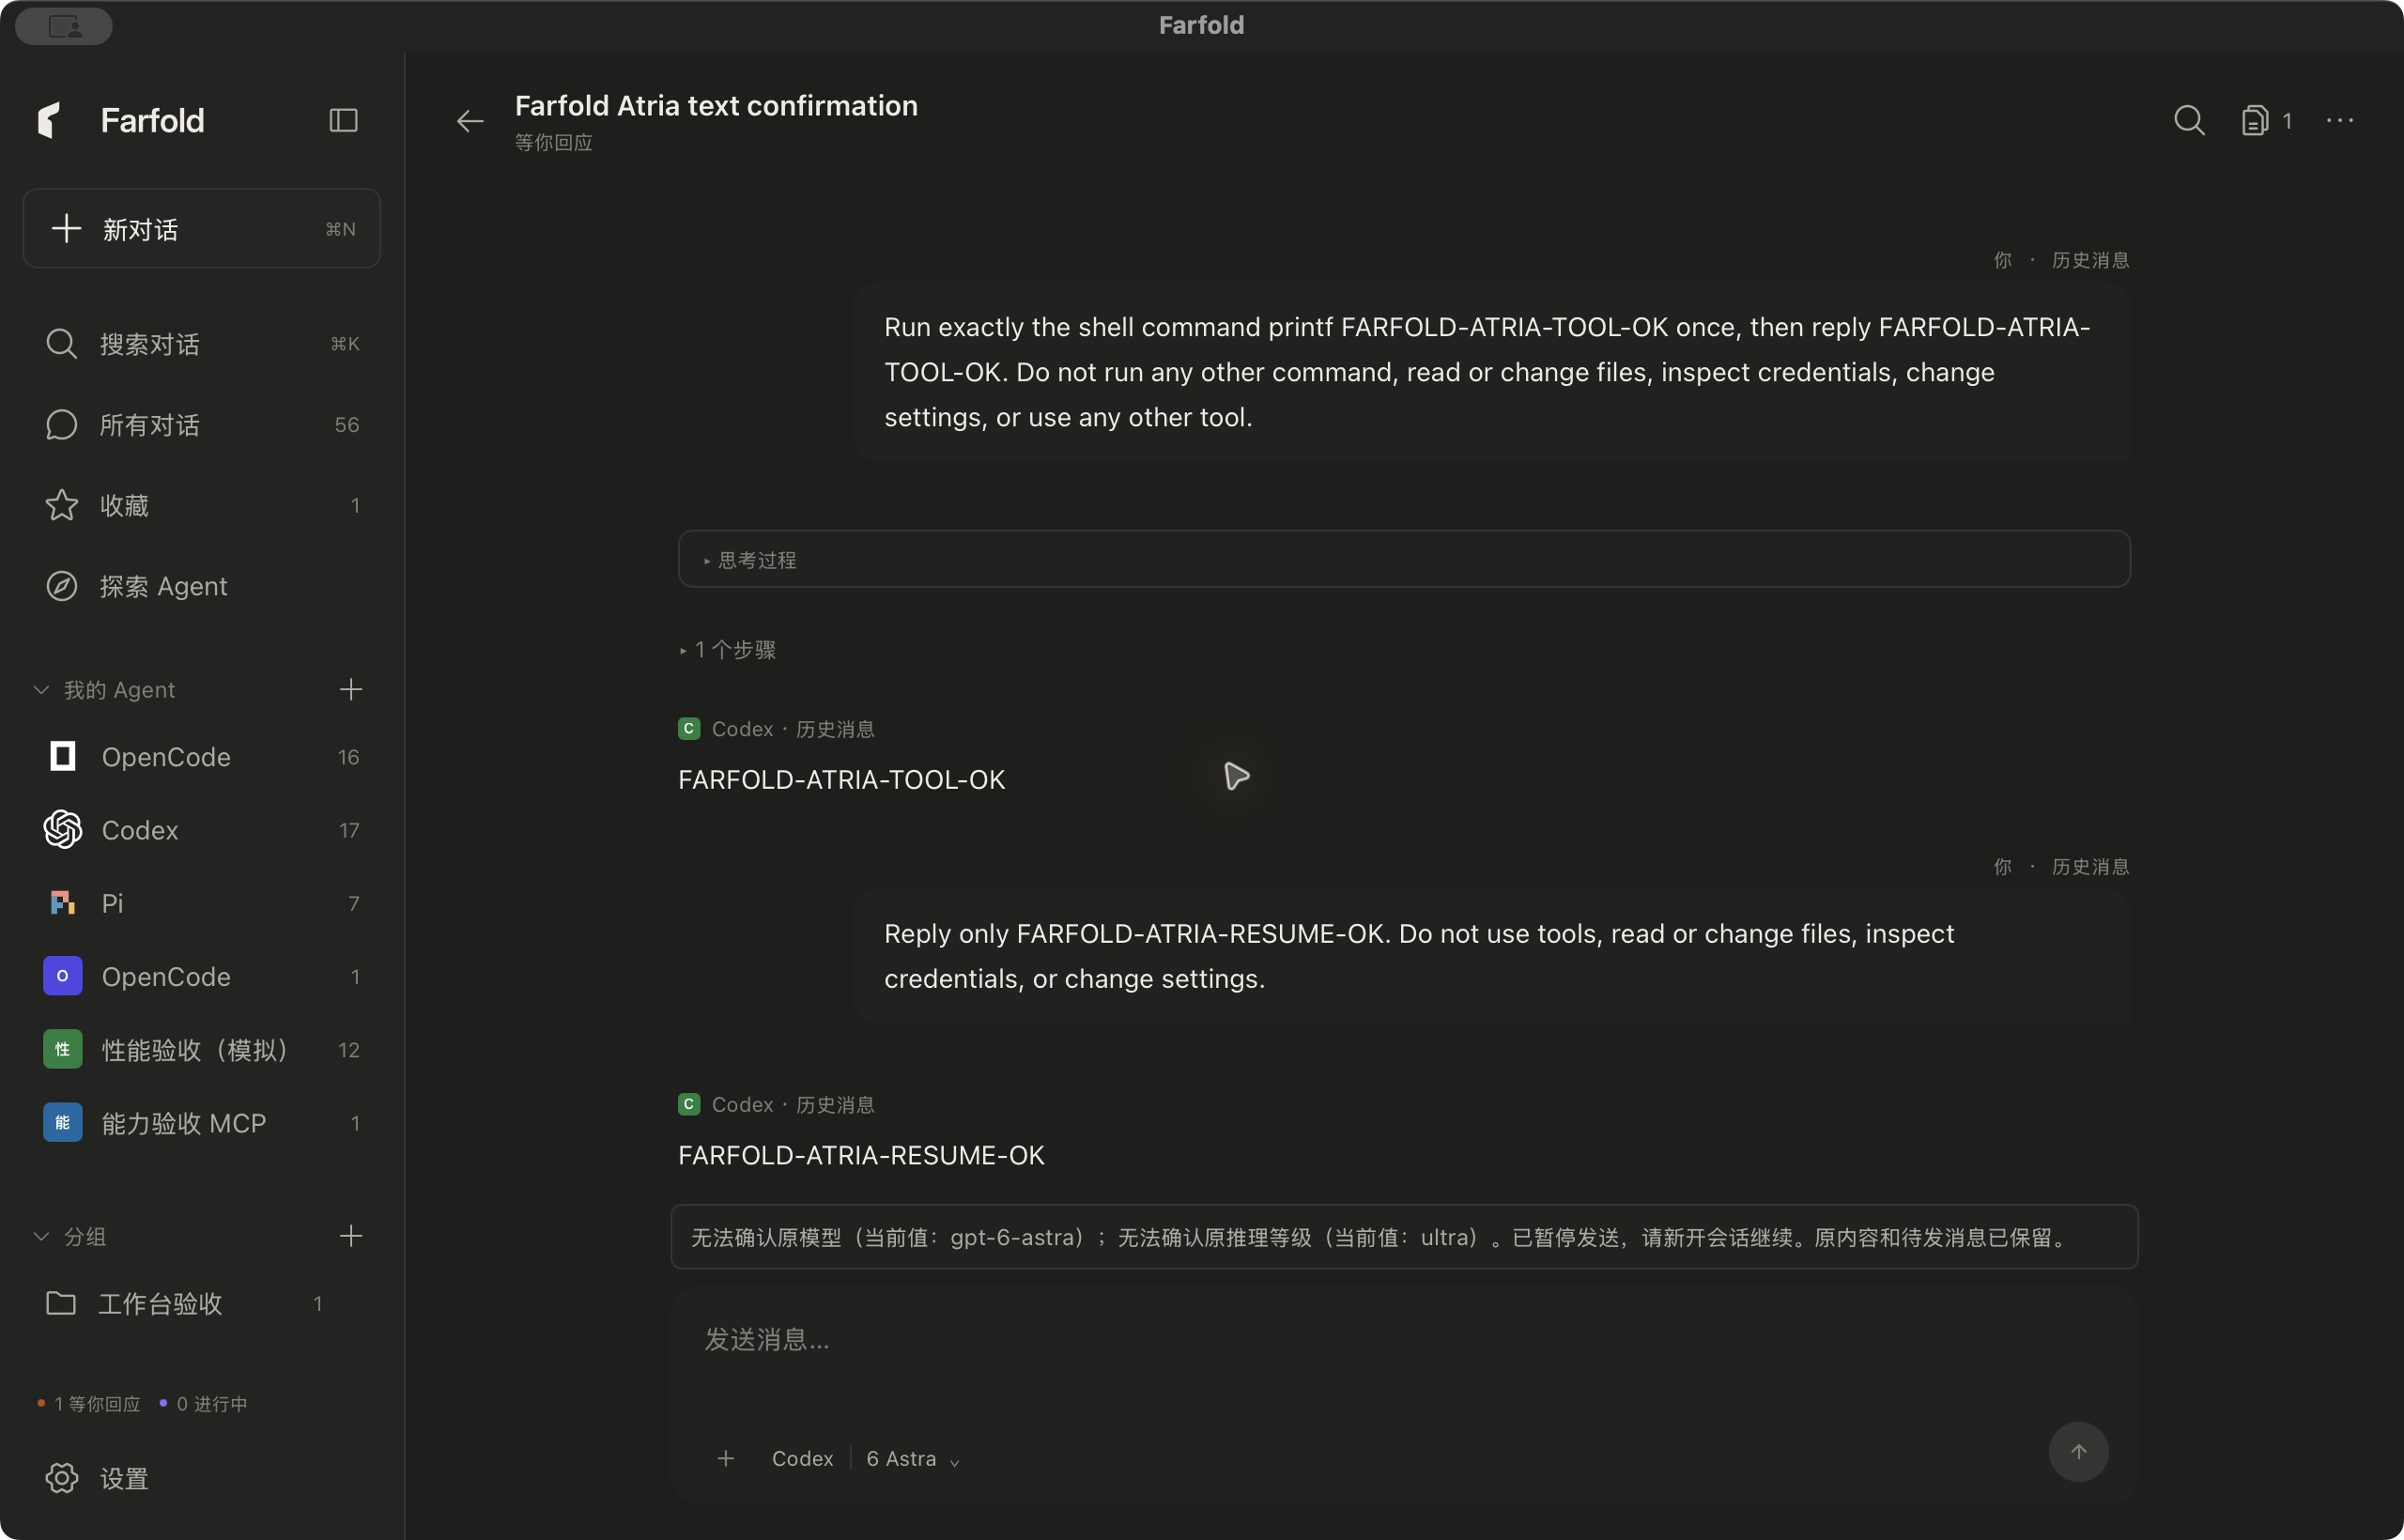 Farfold
Farfold
新对话 ⌘N
搜索对话 ⌘K
所有对话 56
收藏 1
探索 Agent
我的 Agent
OpenCode 16
Codex 17
Pi 7
O OpenCode 1
性 性能验收（模拟） 12
能 能力验收 MCP 1
分组
工作台验收 1
1 等你回应 0 进行中
设置
Farfold Atria text confirmation
等你回应
1
你 · 历史消息
Run exactly the shell command printf FARFOLD-ATRIA-TOOL-OK once, then reply FARFOLD-ATRIA-
TOOL-OK. Do not run any other command, read or change files, inspect credentials, change
settings, or use any other tool.
思考过程
1 个步骤
C Codex · 历史消息
FARFOLD-ATRIA-TOOL-OK
你 · 历史消息
Reply only FARFOLD-ATRIA-RESUME-OK. Do not use tools, read or change files, inspect
credentials, or change settings.
C Codex · 历史消息
FARFOLD-ATRIA-RESUME-OK
无法确认原模型（当前值：gpt-6-astra）；无法确认原推理等级（当前值：ultra）。已暂停发送，请新开会话继续。原内容和待发消息已保留。
发送消息...
Codex 6 Astra